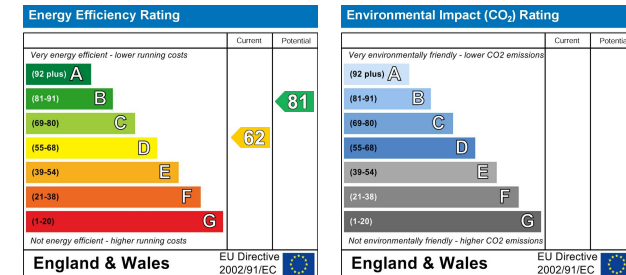 Energy Efficiency Rating
Current Potential
Very energy efficient - lower running costs
(92 plus) A
(81-91) B
81
(69-80) C
62
(55-68) D
(39-54) E
(21-38) F
(1-20) G
Not energy efficient - higher running costs
England & Wales
EU Directive
2002/91/EC
Environmental Impact (CO₂) Rating
Current Potential
Very environmentally friendly - lower CO2 emissions
(92 plus) A
(81-91) B
(69-80) C
(55-68) D
(39-54) E
(21-38) F
(1-20) G
Not environmentally friendly - higher CO2 emissions
England & Wales
EU Directive
2002/91/EC